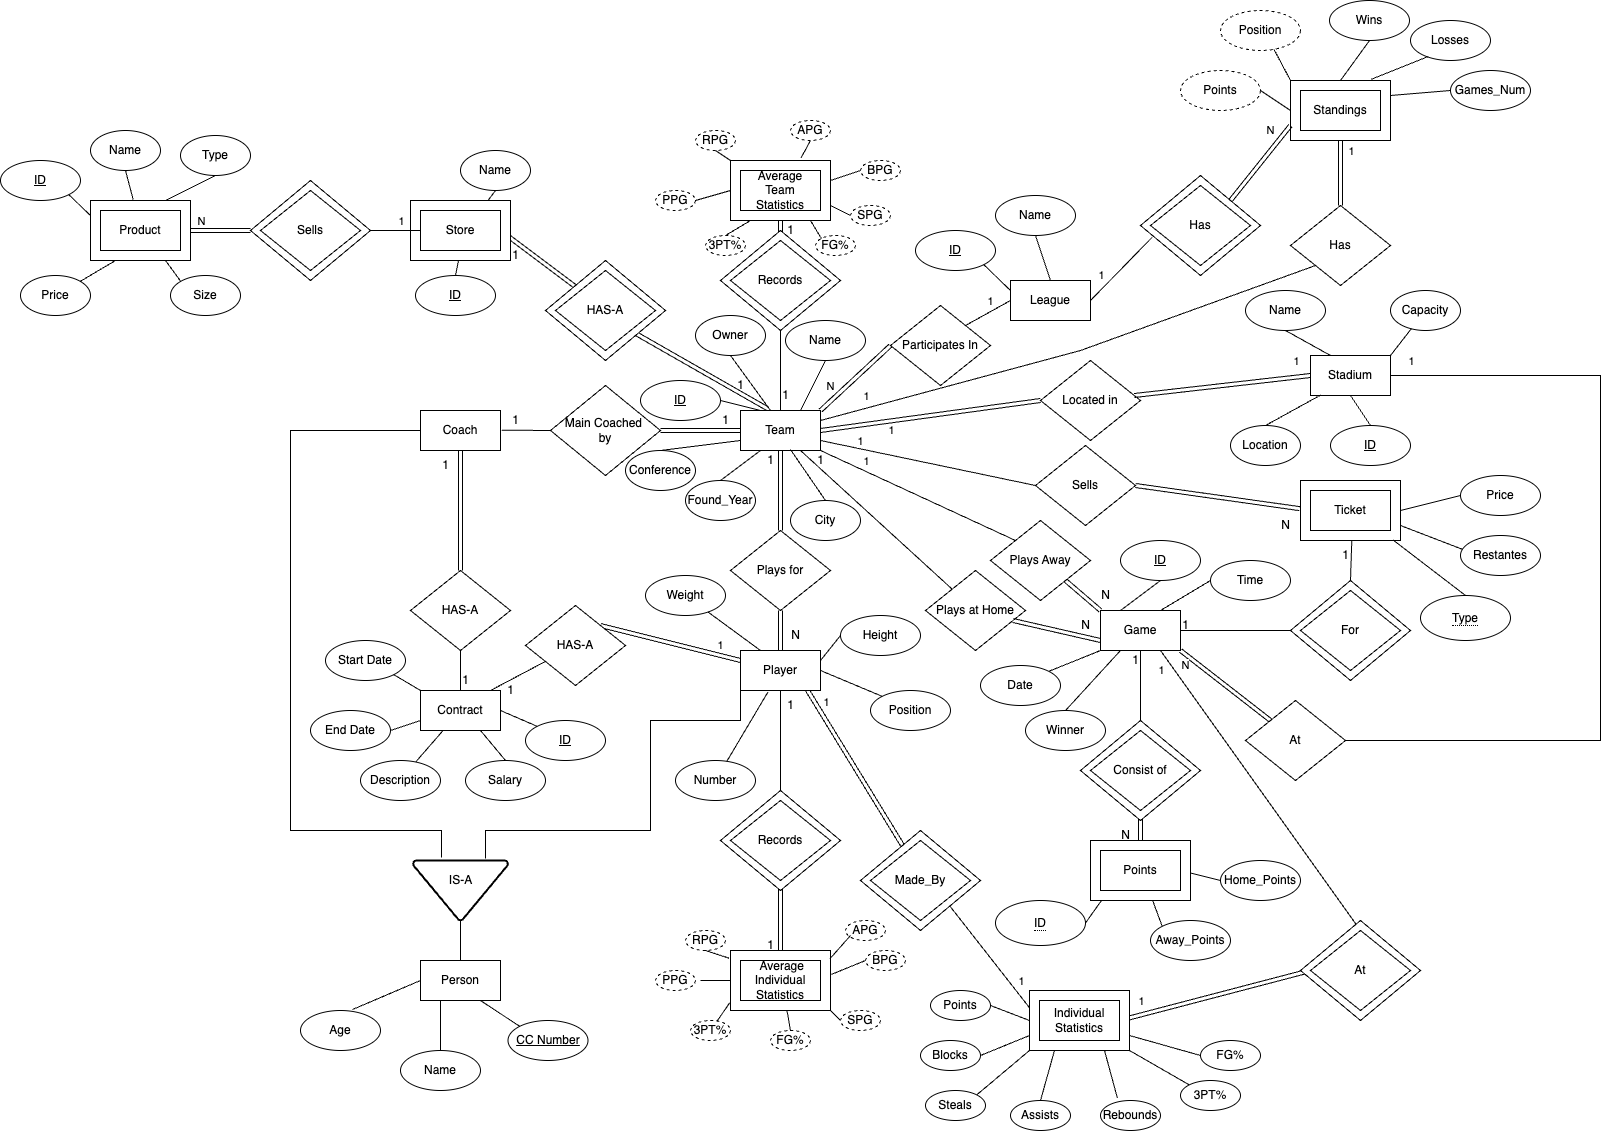 Position
Wins
Losses
Points
Games_Num
Standings
N
1
Name
Type
ID
Product
Price
Size
N
Sells
1
Store
Name
ID
1
HAS-A
RPG
APG
BPG
PPG
SPG
3PT%
FG%
Average
Team
Statistics
1
Records
1
Name
ID
League
1
1
Has
Has
Participates In
N
Owner
Name
ID
1
Team
Conference
Found_Year
City
Coach
1
Main Coached
by
1
1
1
Located in
1
Name
Capacity
Stadium
1
1
Location
ID
1
Sells
N
Ticket
Price
Restantes
Type
1
For
1
1
Plays Away
N
1
Plays at Home
N
ID
Time
Game
Date
Winner
1
1
N
At
1
HAS-A
1
HAS-A
1
1
Start Date
End Date
Contract
ID
Description
Salary
1
Plays for
N
Weight
Height
Player
Position
Number
1
1
Records
1
Made_By
1
Consist of
N
Points
Home_Points
ID
Away_Points
At
1
IS-A
Person
Age
Name
CC Number
RPG
APG
BPG
PPG
SPG
3PT%
FG%
Average
Individual
Statistics
Individual
Statistics
Points
Blocks
Steals
Assists
Rebounds
3PT%
FG%